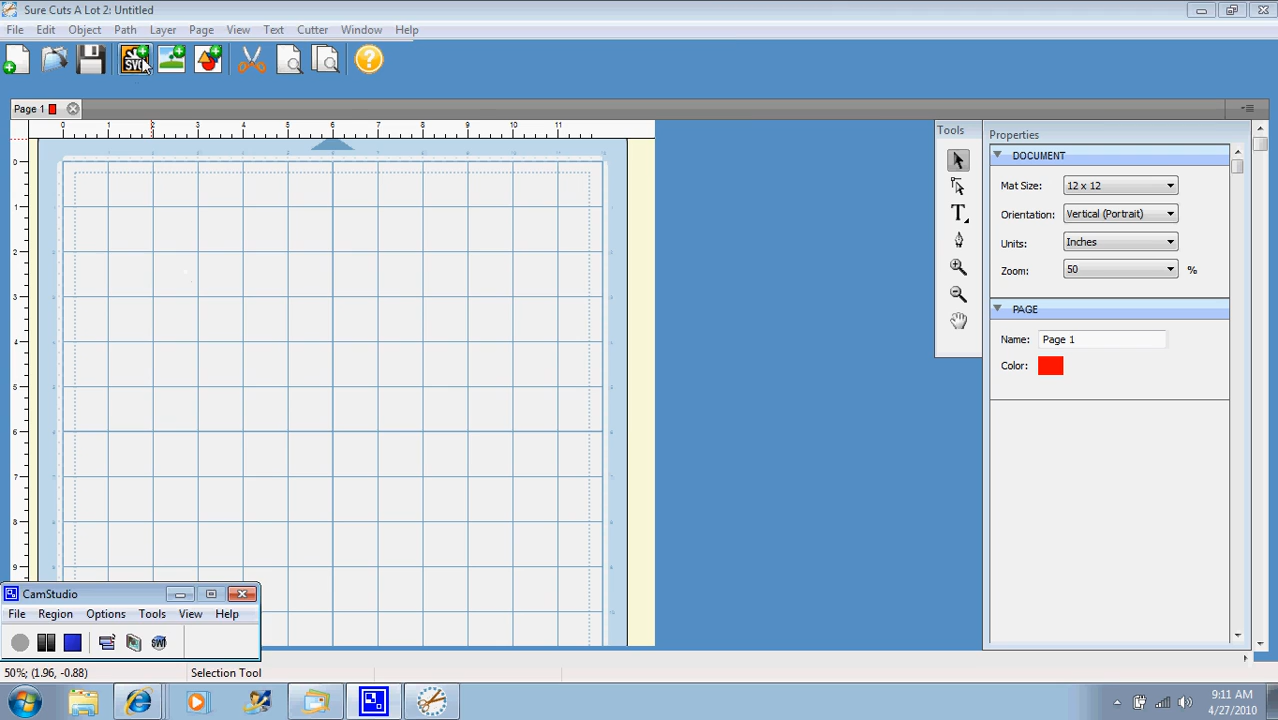 Sure Cuts A Lot 2: Untitled
File Edit Object Path Layer Page View Text Cutter Window Help
SVG
Page 1
0 1 2 3 4 5 6 7 8 9 10 11
0
1
2
3
4
5
6
7
8
9
Tools
T
Properties
DOCUMENT
Mat Size: 12 x 12
Orientation: Vertical (Portrait)
Units: Inches
Zoom: 50 %
PAGE
Name: Page 1
Color:
CamStudio
File Region Options Tools View Help
SWF
50%; (1.96, -0.88) Selection Tool
9:11 AM
4/27/2010